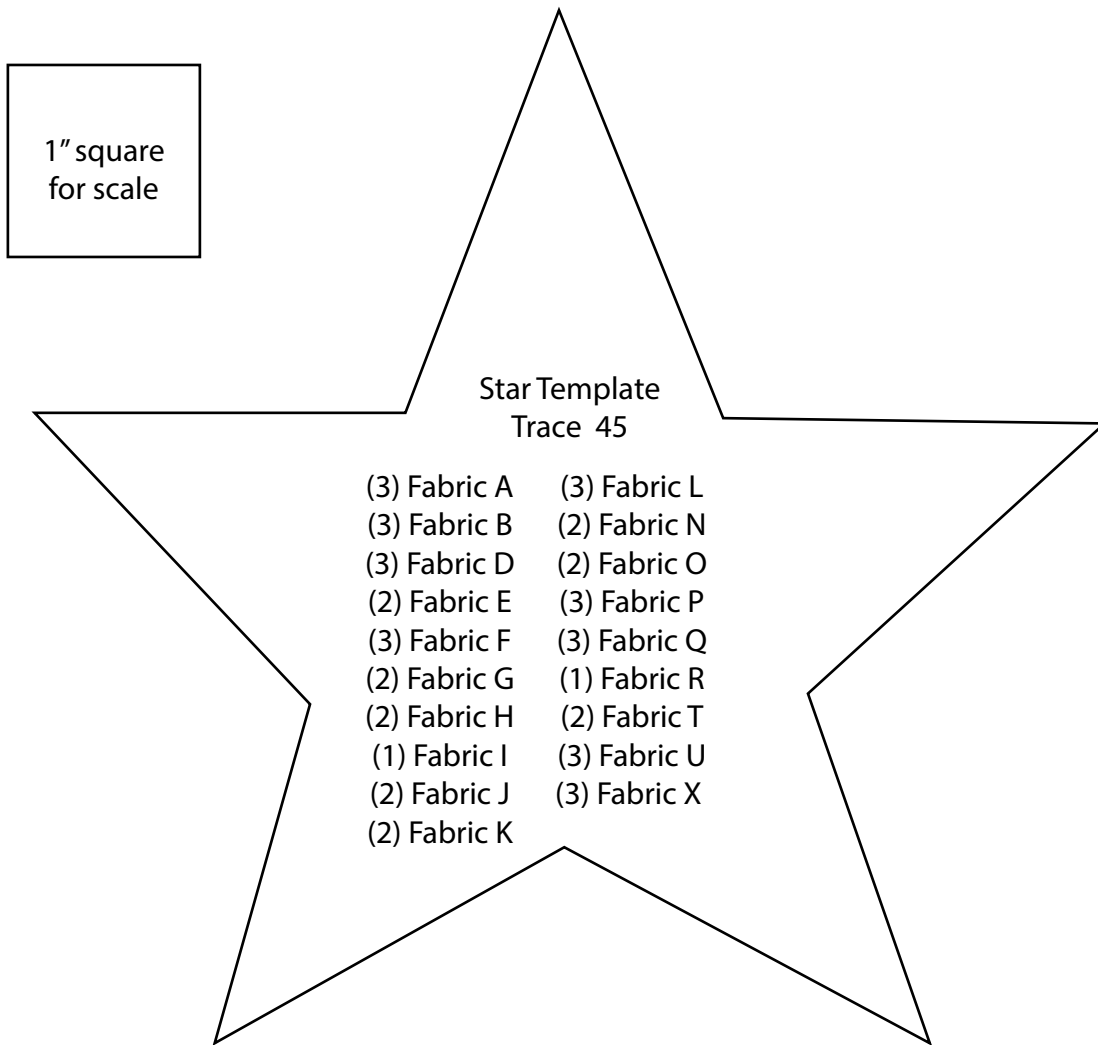 1" square
for scale
Star Template
Trace 45
(3) Fabric A
(3) Fabric B
(3) Fabric D
(2) Fabric E
(3) Fabric F
(2) Fabric G
(2) Fabric H
(1) Fabric I
(2) Fabric J
(2) Fabric K
(3) Fabric L
(2) Fabric N
(2) Fabric O
(3) Fabric P
(3) Fabric Q
(1) Fabric R
(2) Fabric T
(3) Fabric U
(3) Fabric X